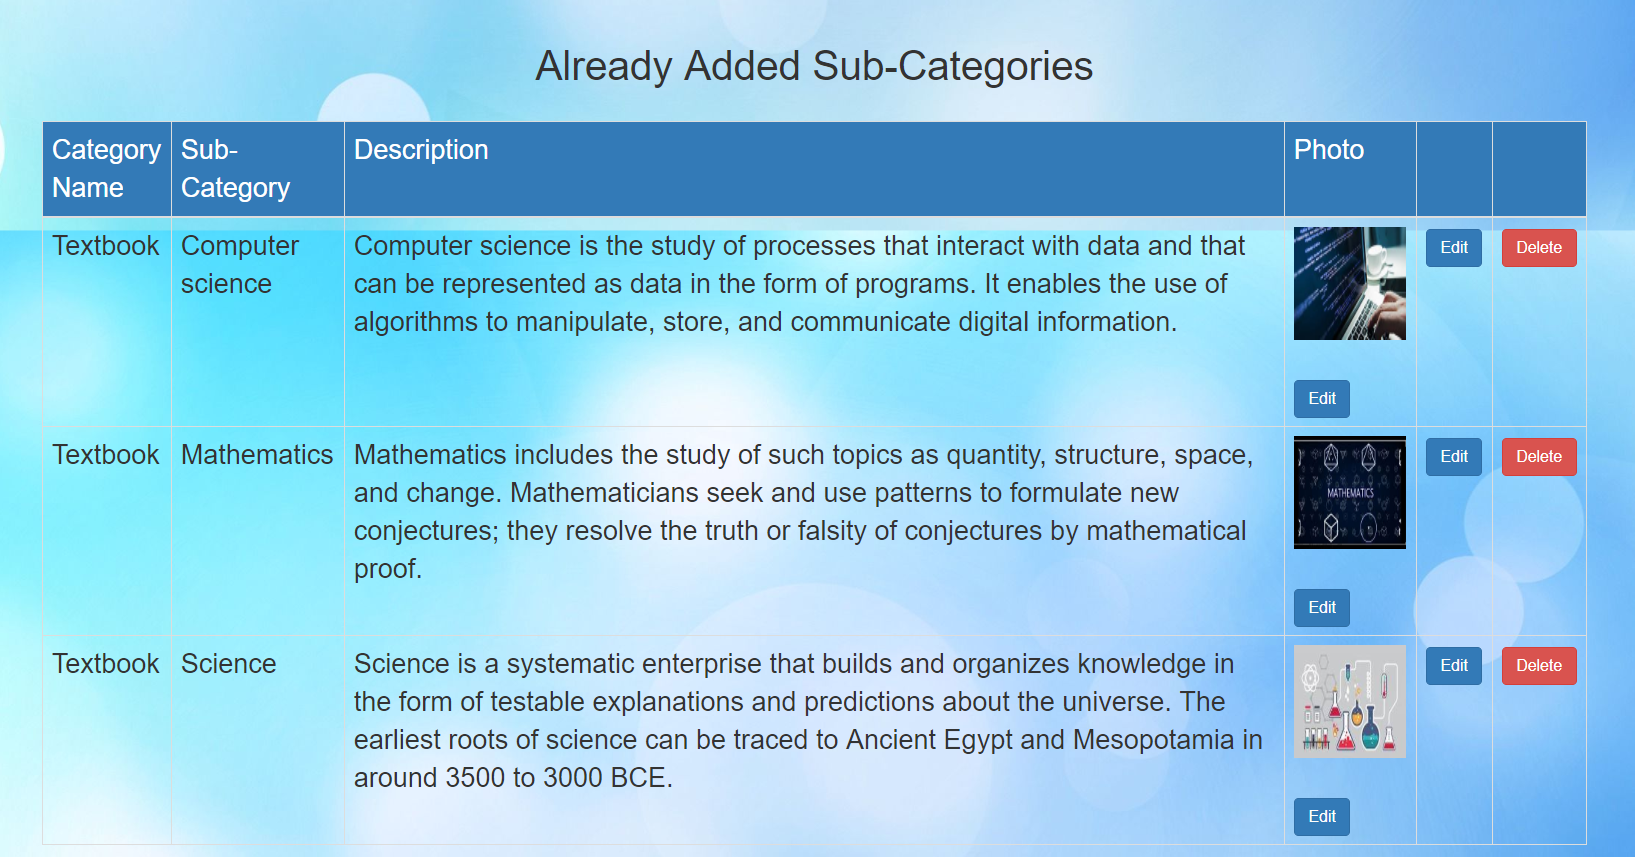 Already Added Sub-Categories
Category Name
Sub-Category
Description
Photo
Textbook
Computer science
Computer science is the study of processes that interact with data and that
can be represented as data in the form of programs. It enables the use of
algorithms to manipulate, store, and communicate digital information.
Edit
Edit
Delete
Textbook
Mathematics
Mathematics includes the study of such topics as quantity, structure, space,
and change. Mathematicians seek and use patterns to formulate new
conjectures; they resolve the truth or falsity of conjectures by mathematical
proof.
MATHEMATICS
Edit
Edit
Delete
Textbook
Science
Science is a systematic enterprise that builds and organizes knowledge in
the form of testable explanations and predictions about the universe. The
earliest roots of science can be traced to Ancient Egypt and Mesopotamia in
around 3500 to 3000 BCE.
Edit
Edit
Delete